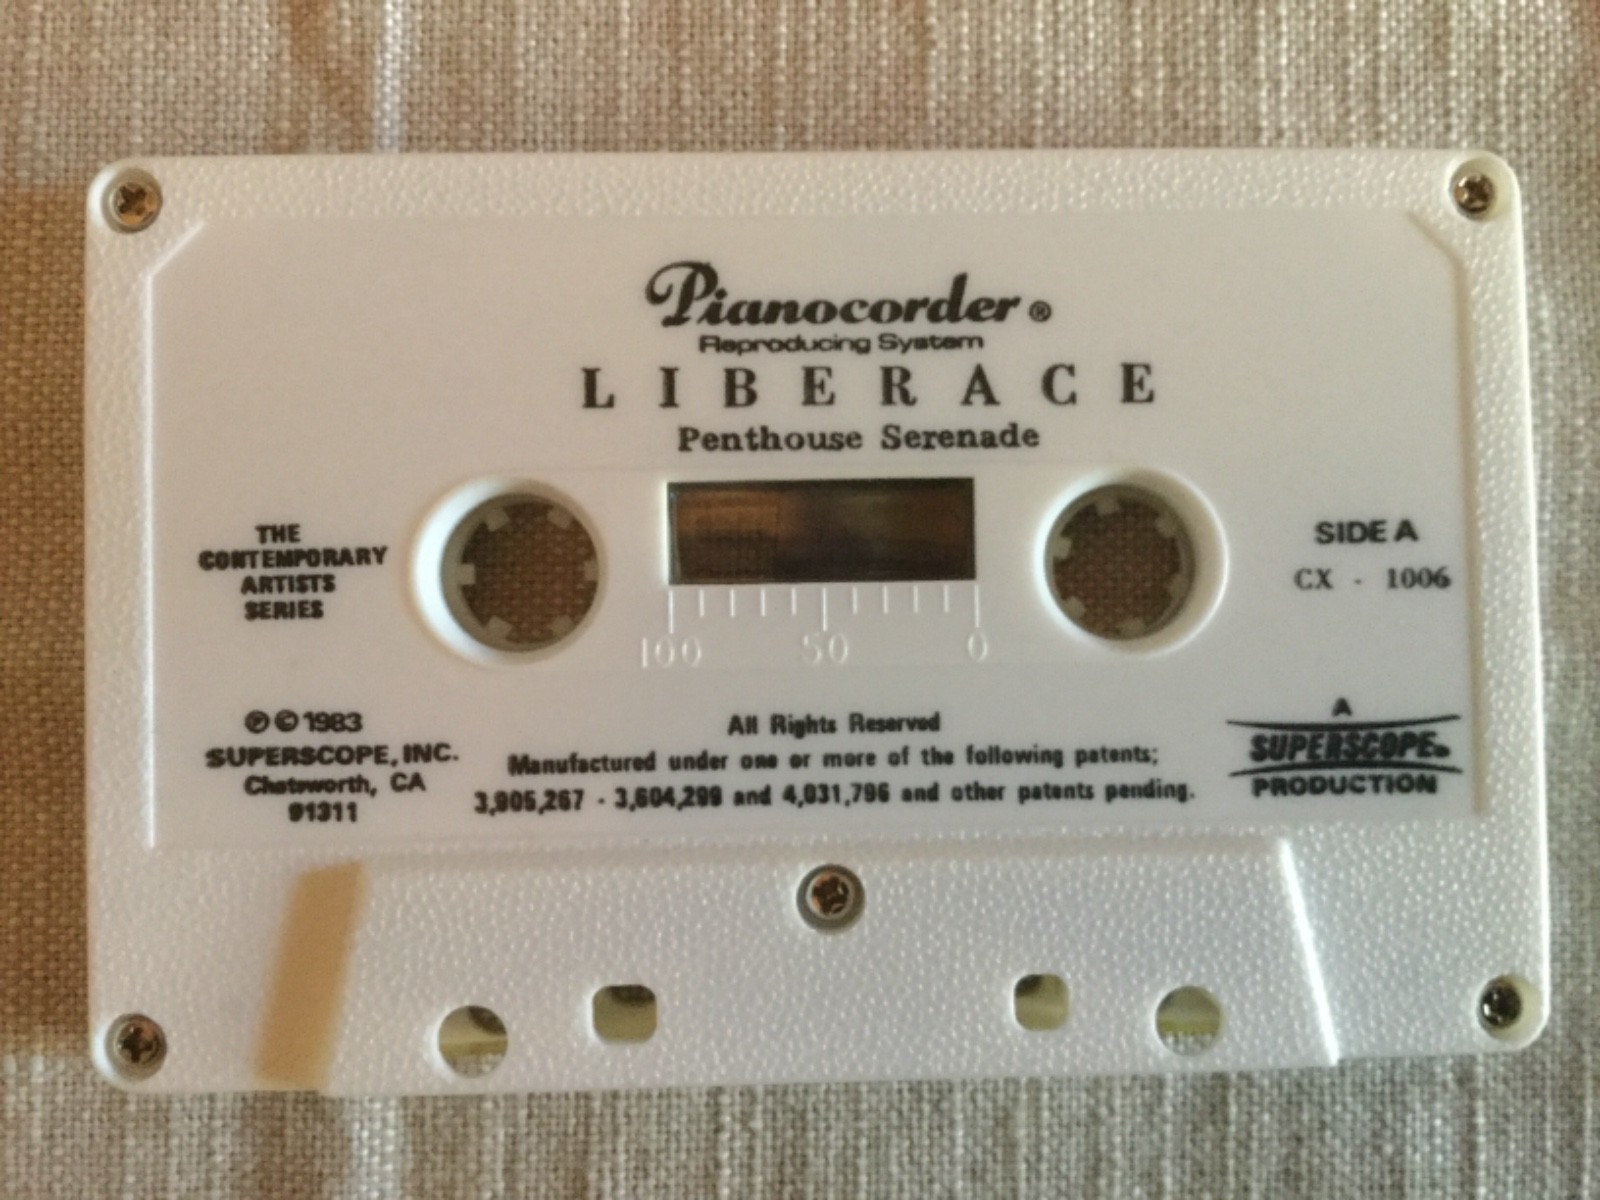 Pianocorder®
Reproducing System
LIBERACE
Penthouse Serenade
THE
CONTEMPORARY
ARTISTS
SERIES
SIDE A
CX - 1006
100 50 0
℗ © 1983
SUPERSCOPE, INC.
Chatsworth, CA
91311
All Rights Reserved
Manufactured under one or more of the following patents;
3,905,267 - 3,604,299 and 4,031,796 and other patents pending.
A
SUPERSCOPE®
PRODUCTION